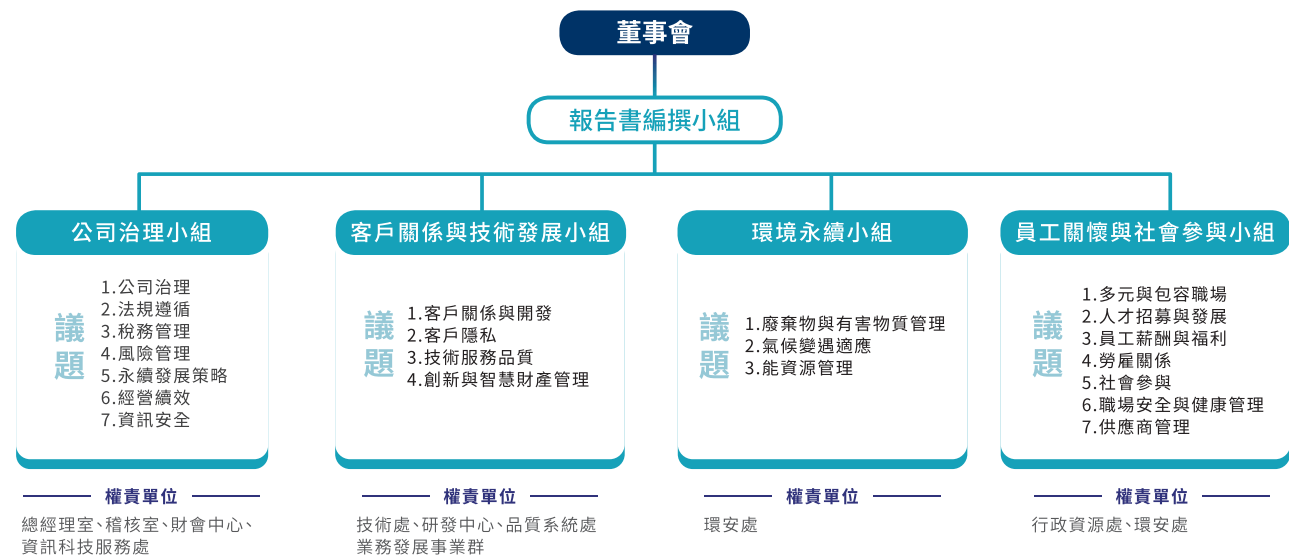 董事會
報告書編撰小組
公司治理小組
議題
1.公司治理
2.法規遵循
3.稅務管理
4.風險管理
5.永續發展策略
6.經營績效
7.資訊安全
權責單位
總經理室、稽核室、財會中心、
資訊科技服務處
客戶關係與技術發展小組
議題
1.客戶關係與開發
2.客戶隱私
3.技術服務品質
4.創新與智慧財產管理
權責單位
技術處、研發中心、品質系統處
業務發展事業群
環境永續小組
議題
1.廢棄物與有害物質管理
2.氣候變遷適應
3.能資源管理
權責單位
環安處
員工關懷與社會參與小組
議題
1.多元與包容職場
2.人才招募與發展
3.員工薪酬與福利
4.勞雇關係
5.社會參與
6.職場安全與健康管理
7.供應商管理
權責單位
行政資源處、環安處